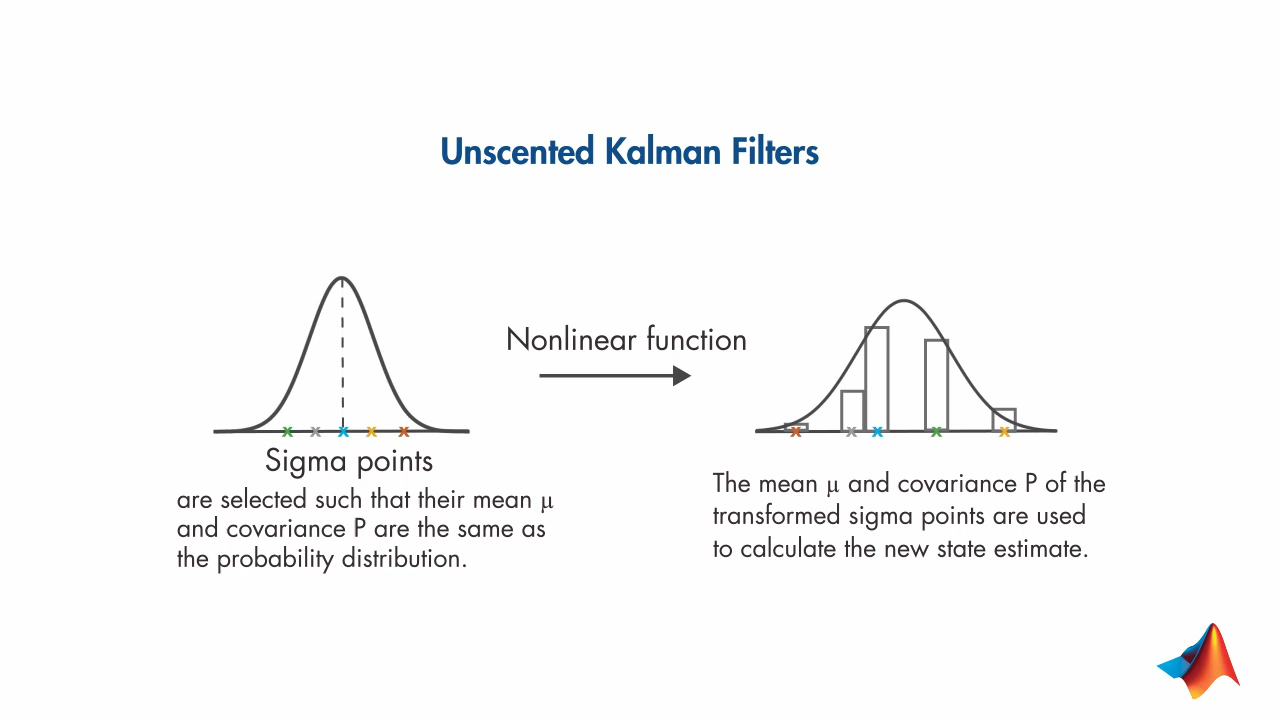 Unscented Kalman Filters
Nonlinear function
Sigma points
are selected such that their mean μ
and covariance P are the same as
the probability distribution.
The mean μ and covariance P of the
transformed sigma points are used
to calculate the new state estimate.